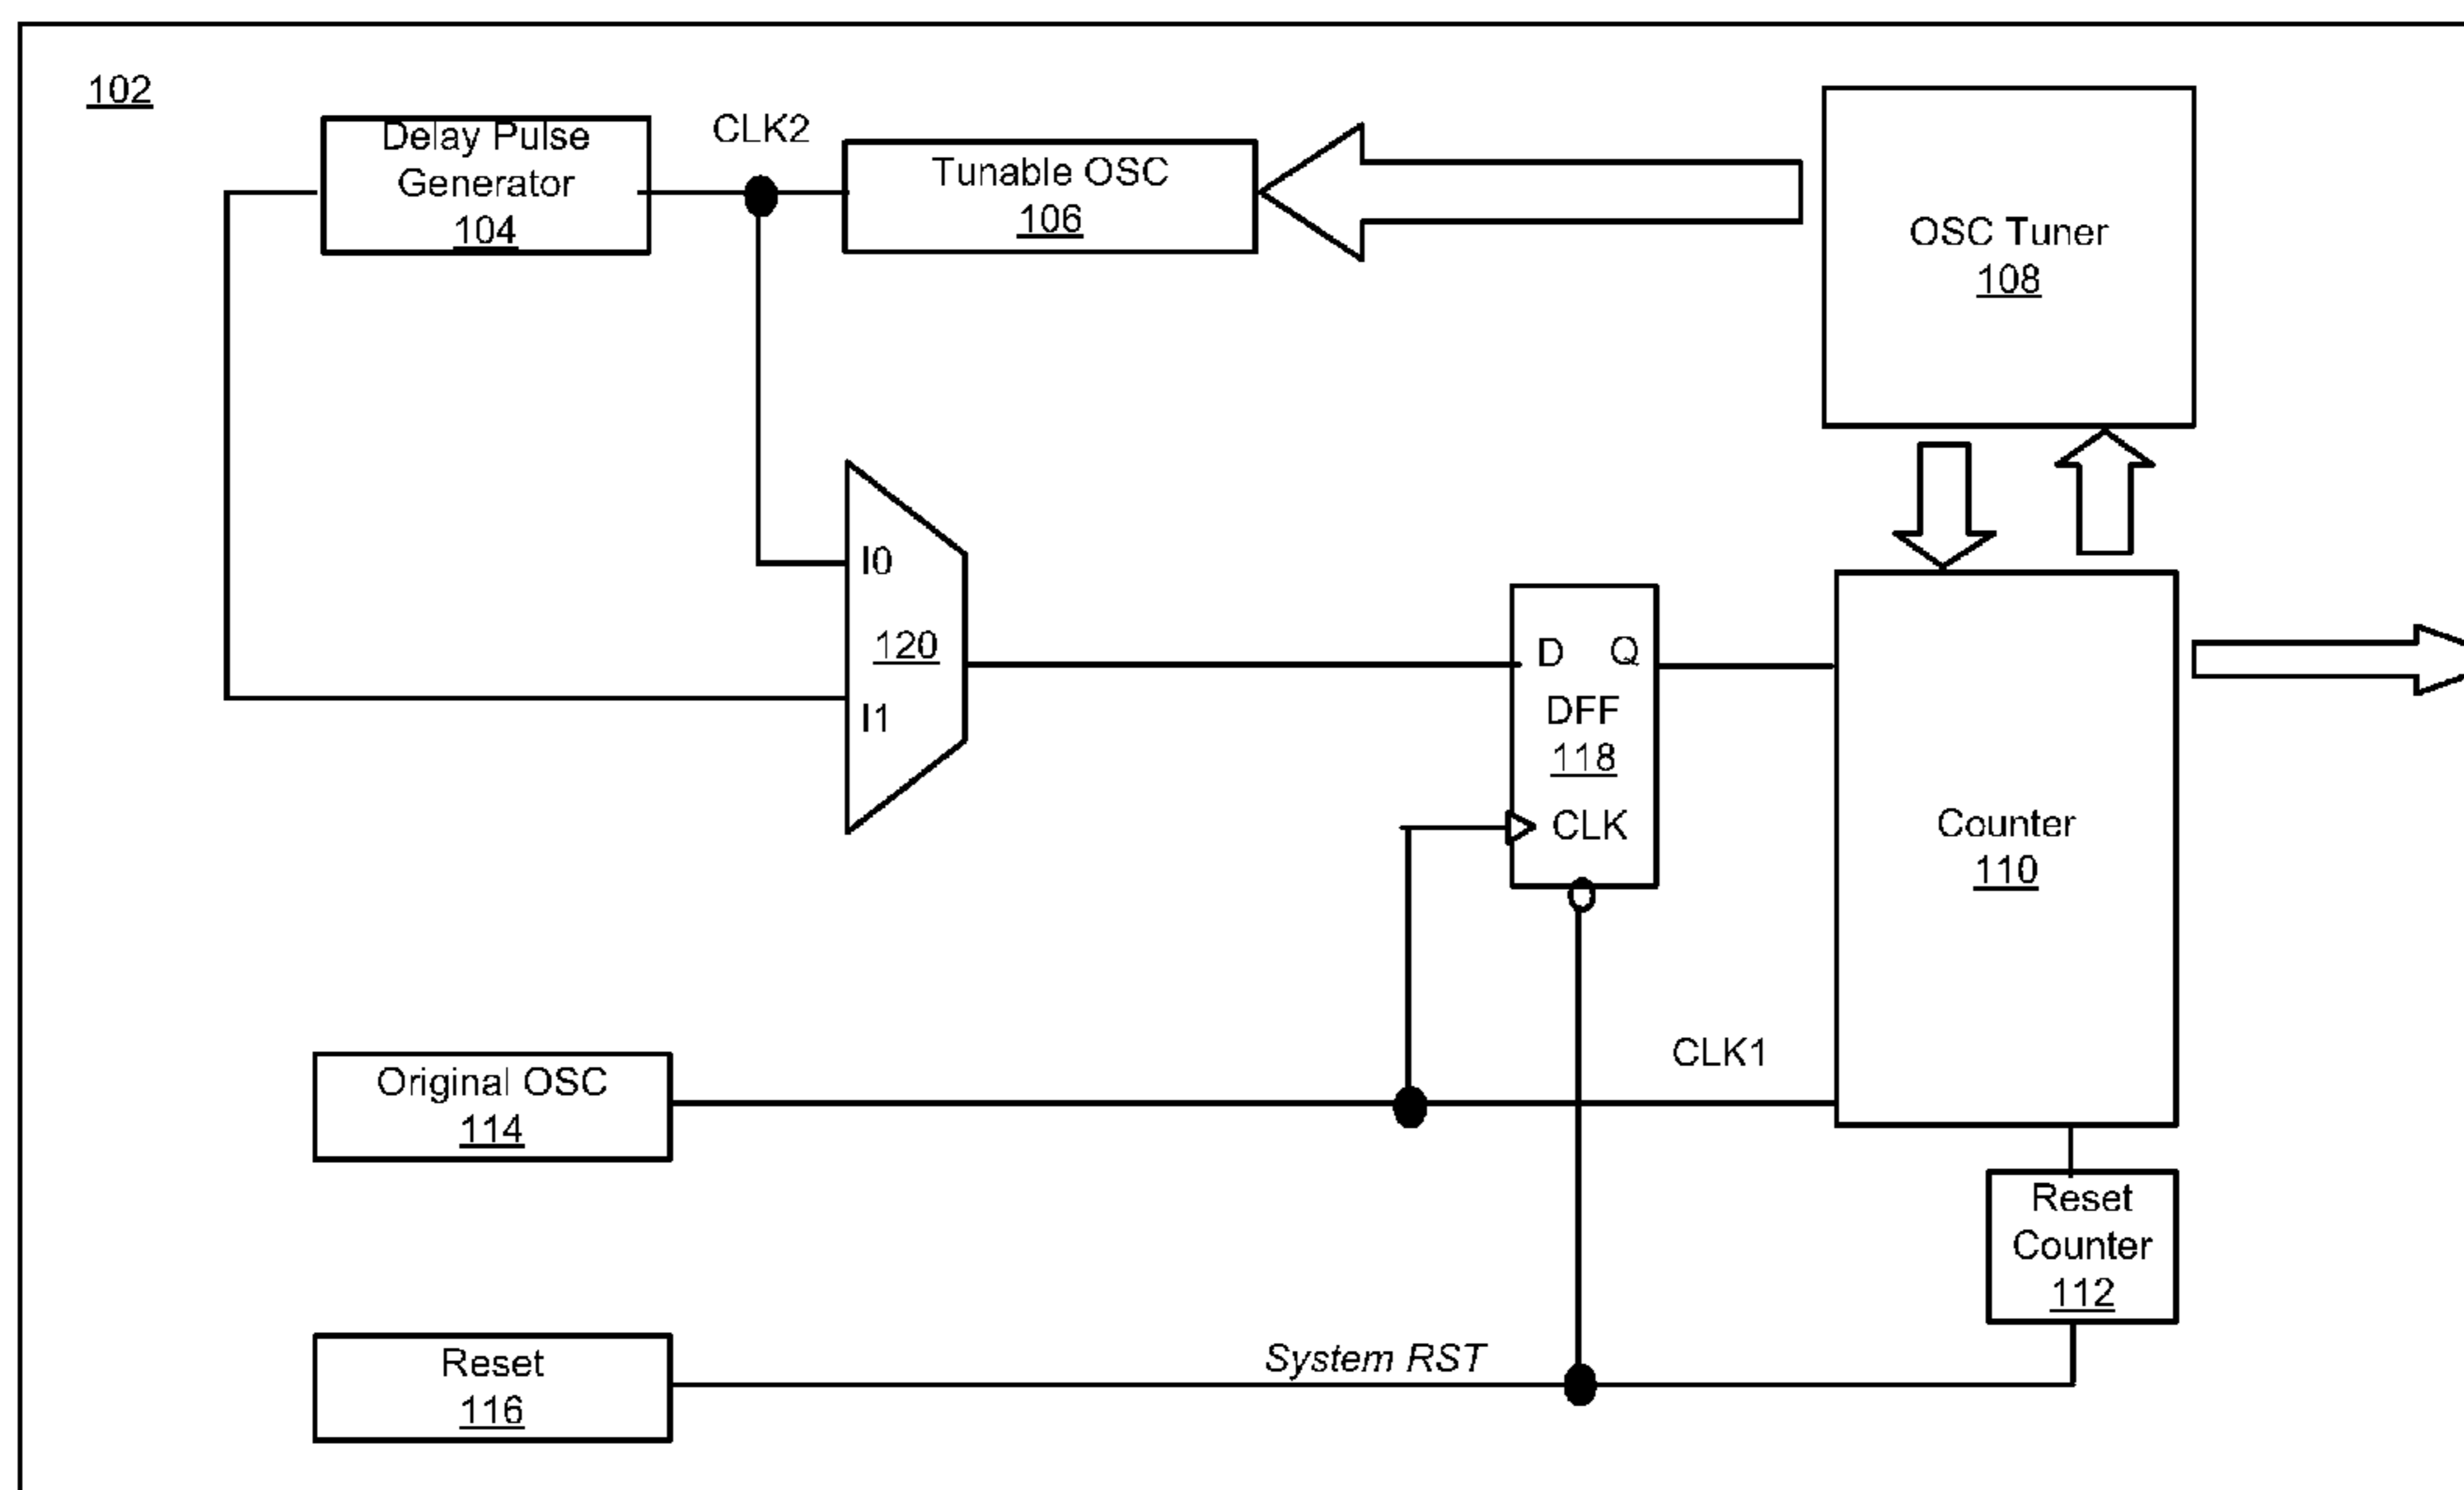 102
Delay Pulse
Generator
104
CLK2
Tunable OSC
106
OSC Tuner
108
I0
120
I1
D Q
DFF
118
CLK
Counter
110
CLK1
Original OSC
114
Reset
Counter
112
System RST
Reset
116